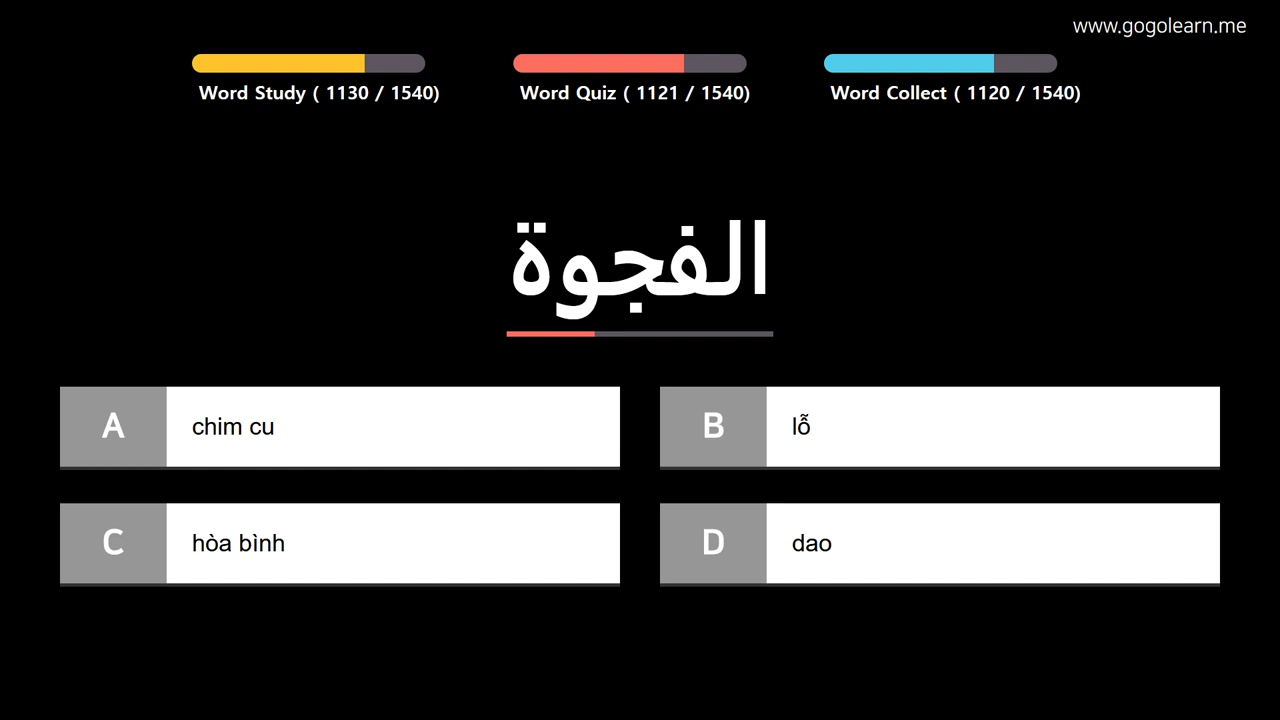 www.gogolearn.me
Word Study ( 1130 / 1540)
Word Quiz ( 1121 / 1540)
Word Collect ( 1120 / 1540)
الفجوة
A chim cu
B lỗ
C hòa bình
D dao